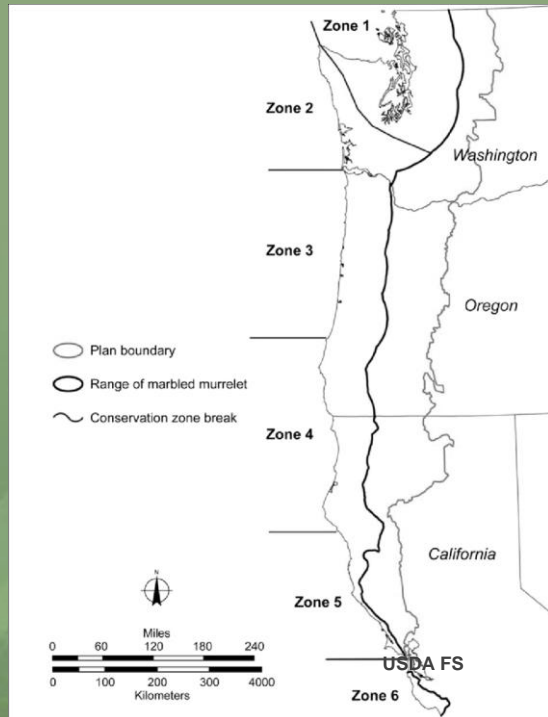 Zone 1
Zone 2
Washington
Zone 3
Oregon
Plan boundary
Range of marbled murrelet
Conservation zone break
Zone 4
California
Zone 5
Miles
0 60 120 180 240
0 100 200 300 4000
Kilometers
USDA FS
Zone 6